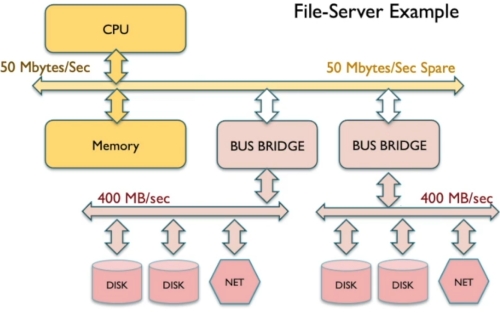 File-Server Example
CPU
50 Mbytes/Sec
50 Mbytes/Sec Spare
Memory
BUS BRIDGE
BUS BRIDGE
400 MB/sec
400 MB/sec
DISK
DISK
NET
DISK
DISK
NET